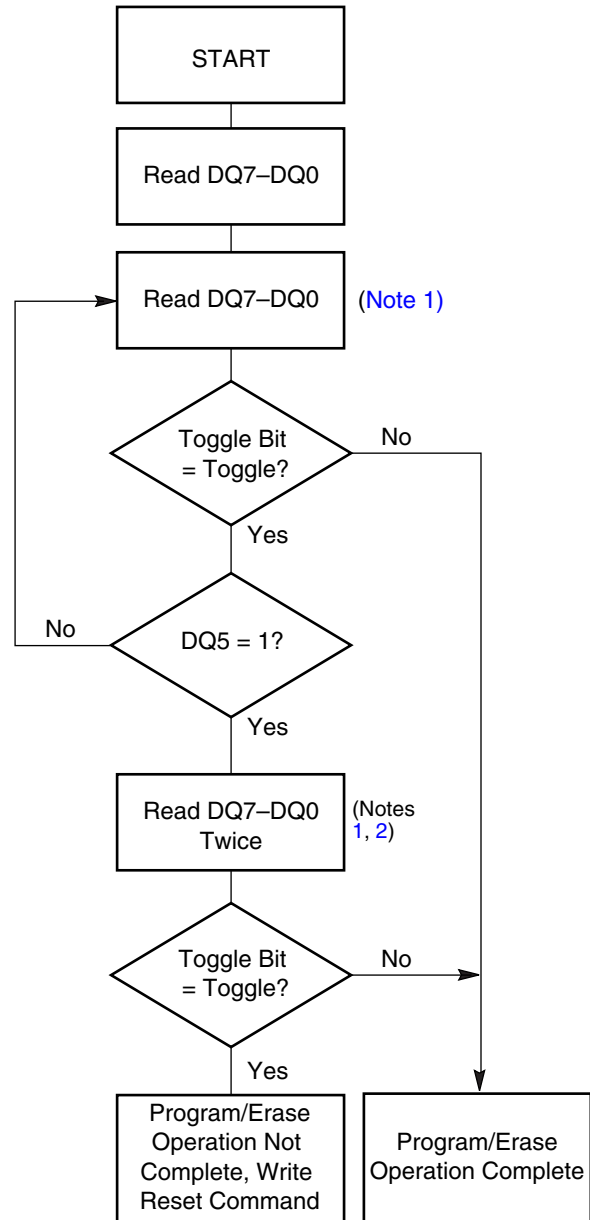 START
Read DQ7–DQ0
Read DQ7–DQ0
(Note 1)
Toggle Bit
= Toggle?
No
Yes
No
DQ5 = 1?
Yes
Read DQ7–DQ0
Twice
(Notes
1, 2)
Toggle Bit
= Toggle?
No
Yes
Program/Erase
Operation Not
Complete, Write
Reset Command
Program/Erase
Operation Complete